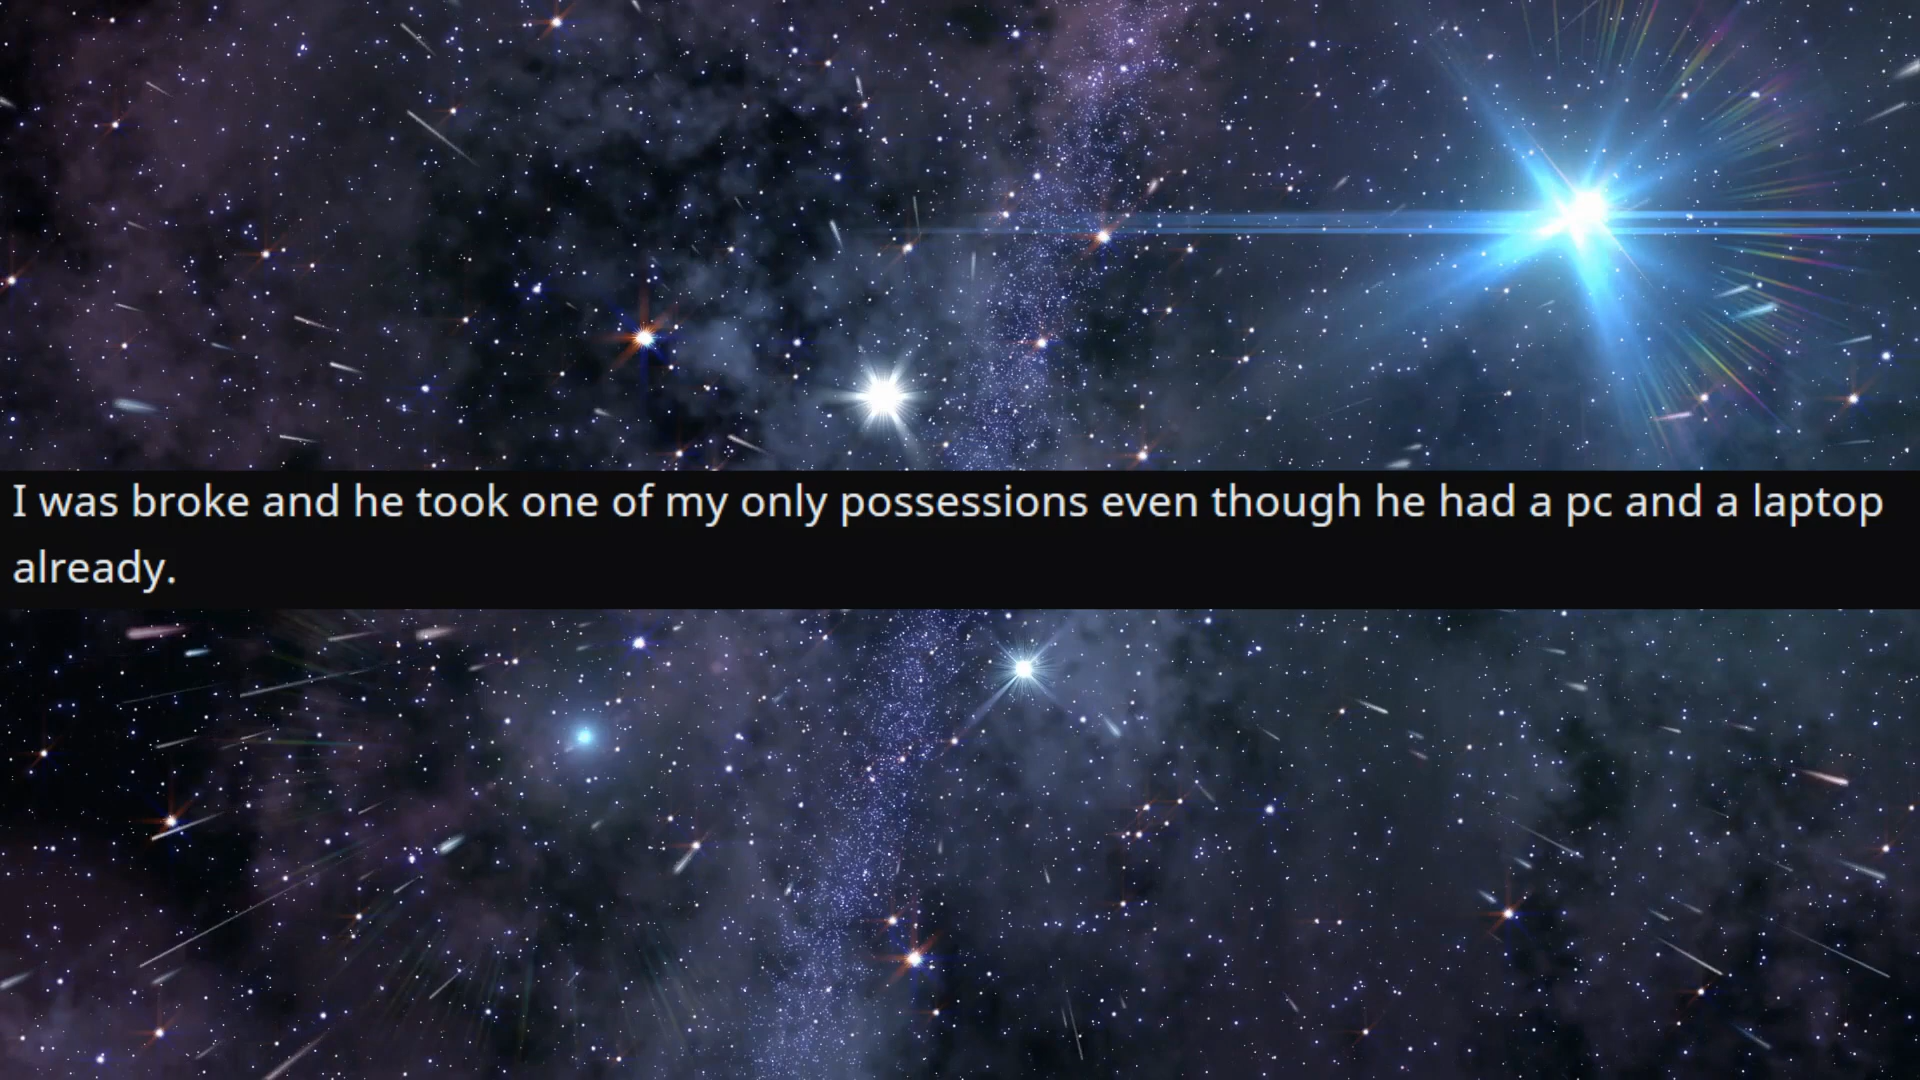 I was broke and he took one of my only possessions even though he had a pc and a laptop
already.